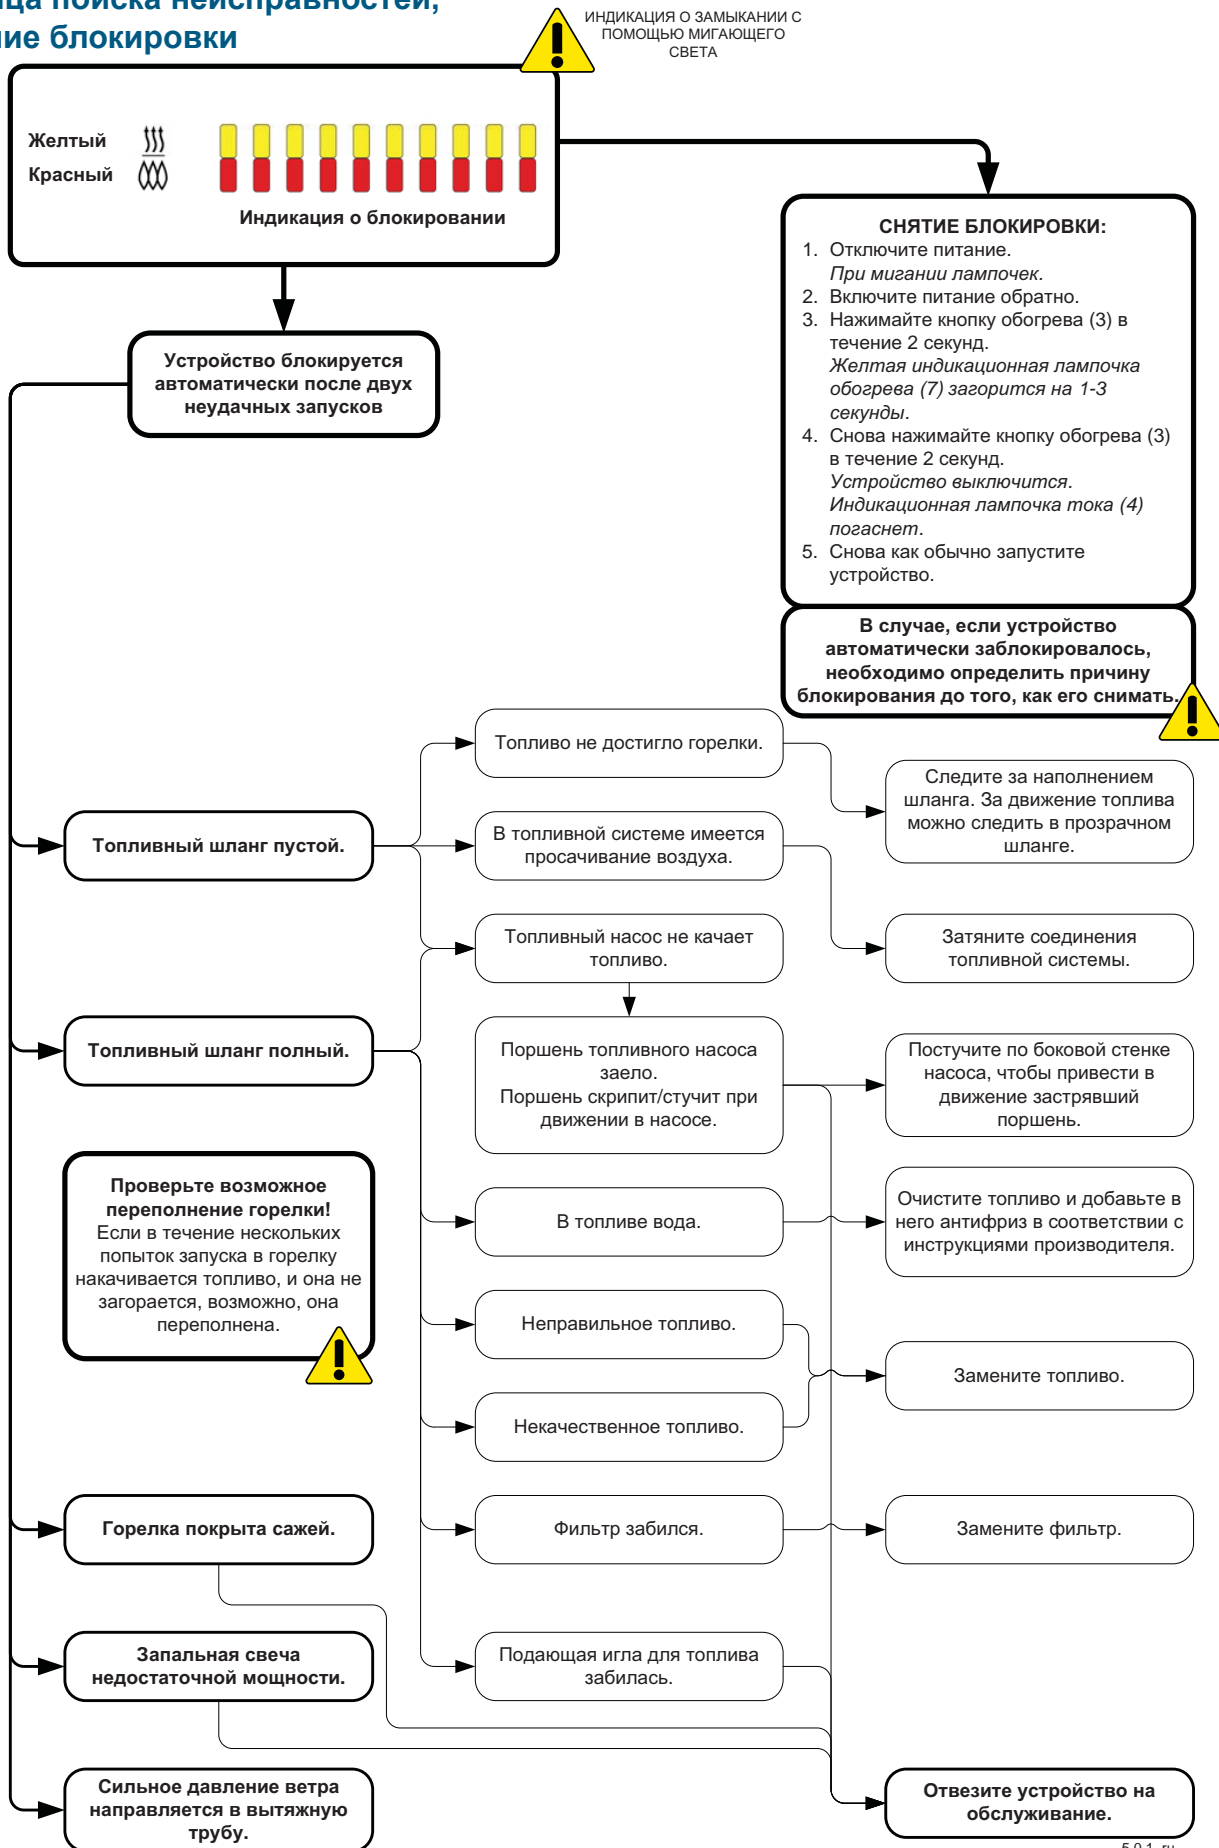 ца поиска неисправностей,
ие блокировки
ИНДИКАЦИЯ О ЗАМЫКАНИИ С
ПОМОЩЬЮ МИГАЮЩЕГО
СВЕТА
Желтый
Красный
Индикация о блокировании
СНЯТИЕ БЛОКИРОВКИ:
1. Отключите питание.
При мигании лампочек.
2. Включите питание обратно.
3. Нажимайте кнопку обогрева (3) в
течение 2 секунд.
Желтая индикационная лампочка
обогрева (7) загорится на 1-3
секунды.
4. Снова нажимайте кнопку обогрева (3)
в течение 2 секунд.
Устройство выключится.
Индикационная лампочка тока (4)
погаснет.
5. Снова как обычно запустите
устройство.
Устройство блокируется
автоматически после двух
неудачных запусков
В случае, если устройство
автоматически заблокировалось,
необходимо определить причину
блокирования до того, как его снимать.
Топливо не достигло горелки.
Следите за наполнением
шланга. За движение топлива
можно следить в прозрачном
шланге.
Топливный шланг пустой.
В топливной системе имеется
просачивание воздуха.
Топливный насос не качает
топливо.
Затяните соединения
топливной системы.
Топливный шланг полный.
Поршень топливного насоса
заело.
Поршень скрипит/стучит при
движении в насосе.
Постучите по боковой стенке
насоса, чтобы привести в
движение застрявший
поршень.
Проверьте возможное
переполнение горелки!
Если в течение нескольких
попыток запуска в горелку
накачивается топливо, и она не
загорается, возможно, она
переполнена.
В топливе вода.
Очистите топливо и добавьте в
него антифриз в соответствии с
инструкциями производителя.
Неправильное топливо.
Замените топливо.
Некачественное топливо.
Горелка покрыта сажей.
Фильтр забился.
Замените фильтр.
Запальная свеча
недостаточной мощности.
Подающая игла для топлива
забилась.
Сильное давление ветра
направляется в вытяжную
трубу.
Отвезите устройство на
обслуживание.